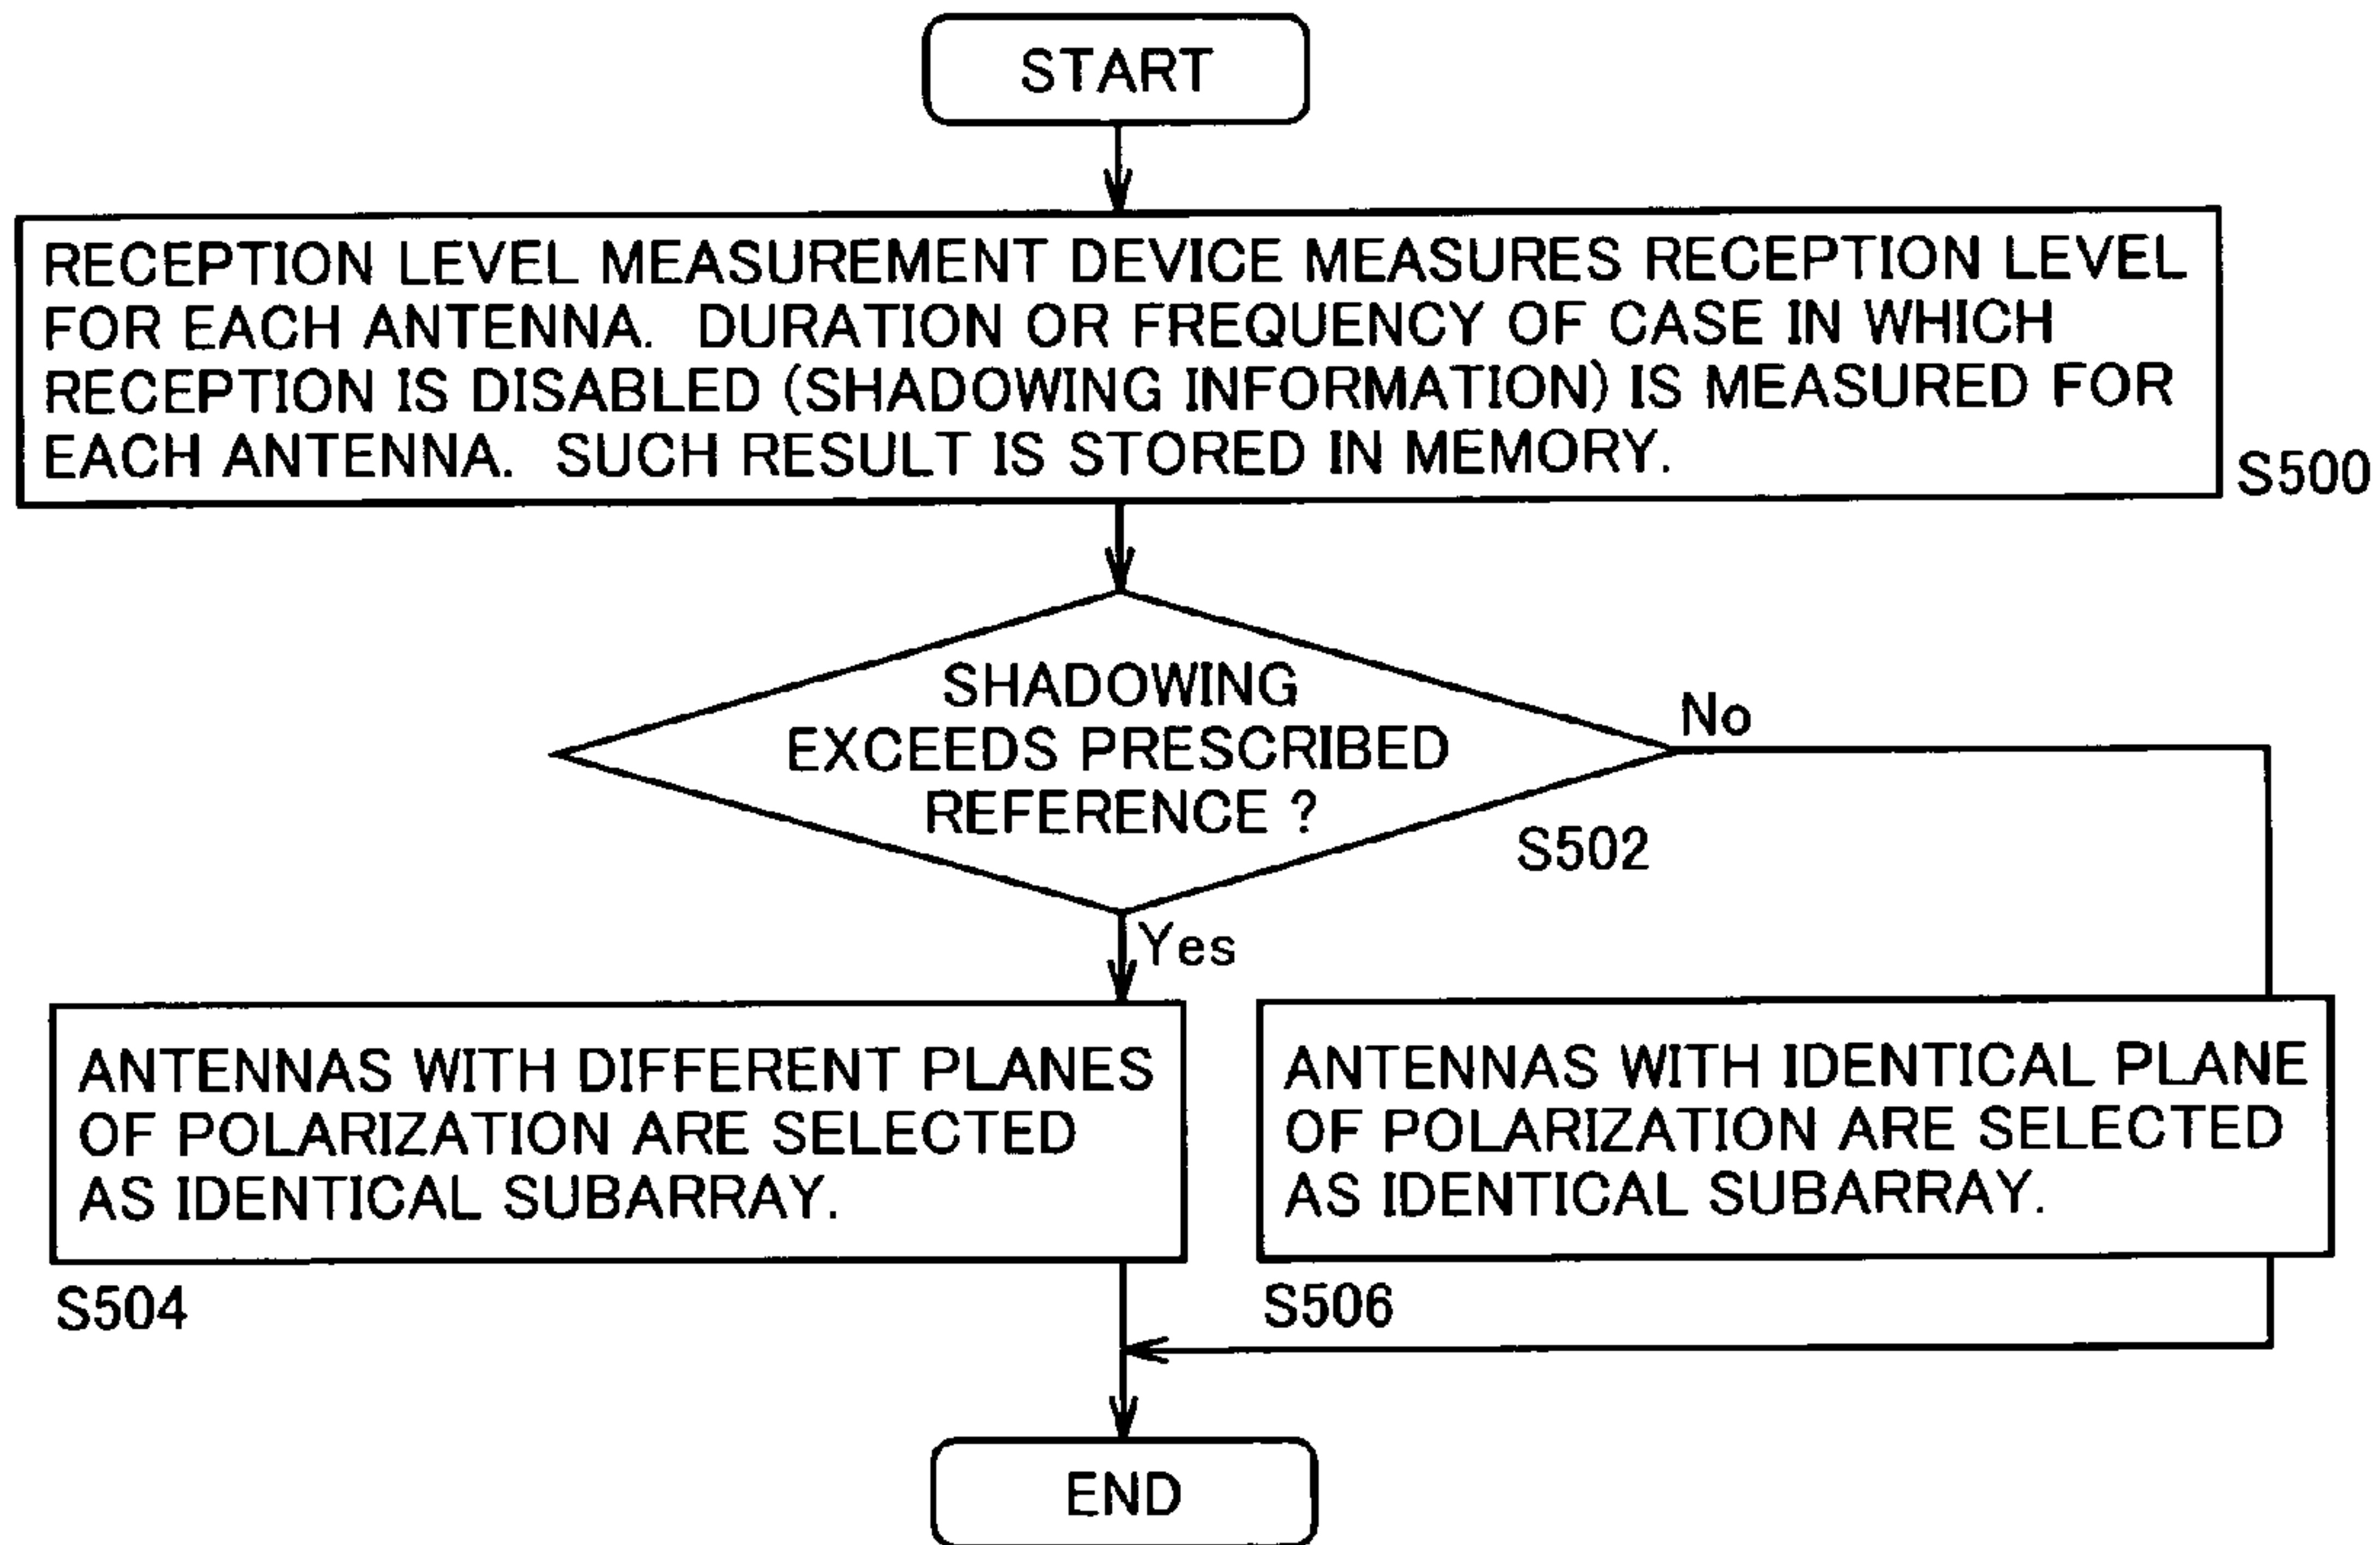 START
RECEPTION LEVEL MEASUREMENT DEVICE MEASURES RECEPTION LEVEL
FOR EACH ANTENNA. DURATION OR FREQUENCY OF CASE IN WHICH
RECEPTION IS DISABLED (SHADOWING INFORMATION) IS MEASURED FOR
EACH ANTENNA. SUCH RESULT IS STORED IN MEMORY.
S500
SHADOWING
EXCEEDS PRESCRIBED
REFERENCE ?
No
S502
Yes
ANTENNAS WITH DIFFERENT PLANES
OF POLARIZATION ARE SELECTED
AS IDENTICAL SUBARRAY.
S504
ANTENNAS WITH IDENTICAL PLANE
OF POLARIZATION ARE SELECTED
AS IDENTICAL SUBARRAY.
S506
END